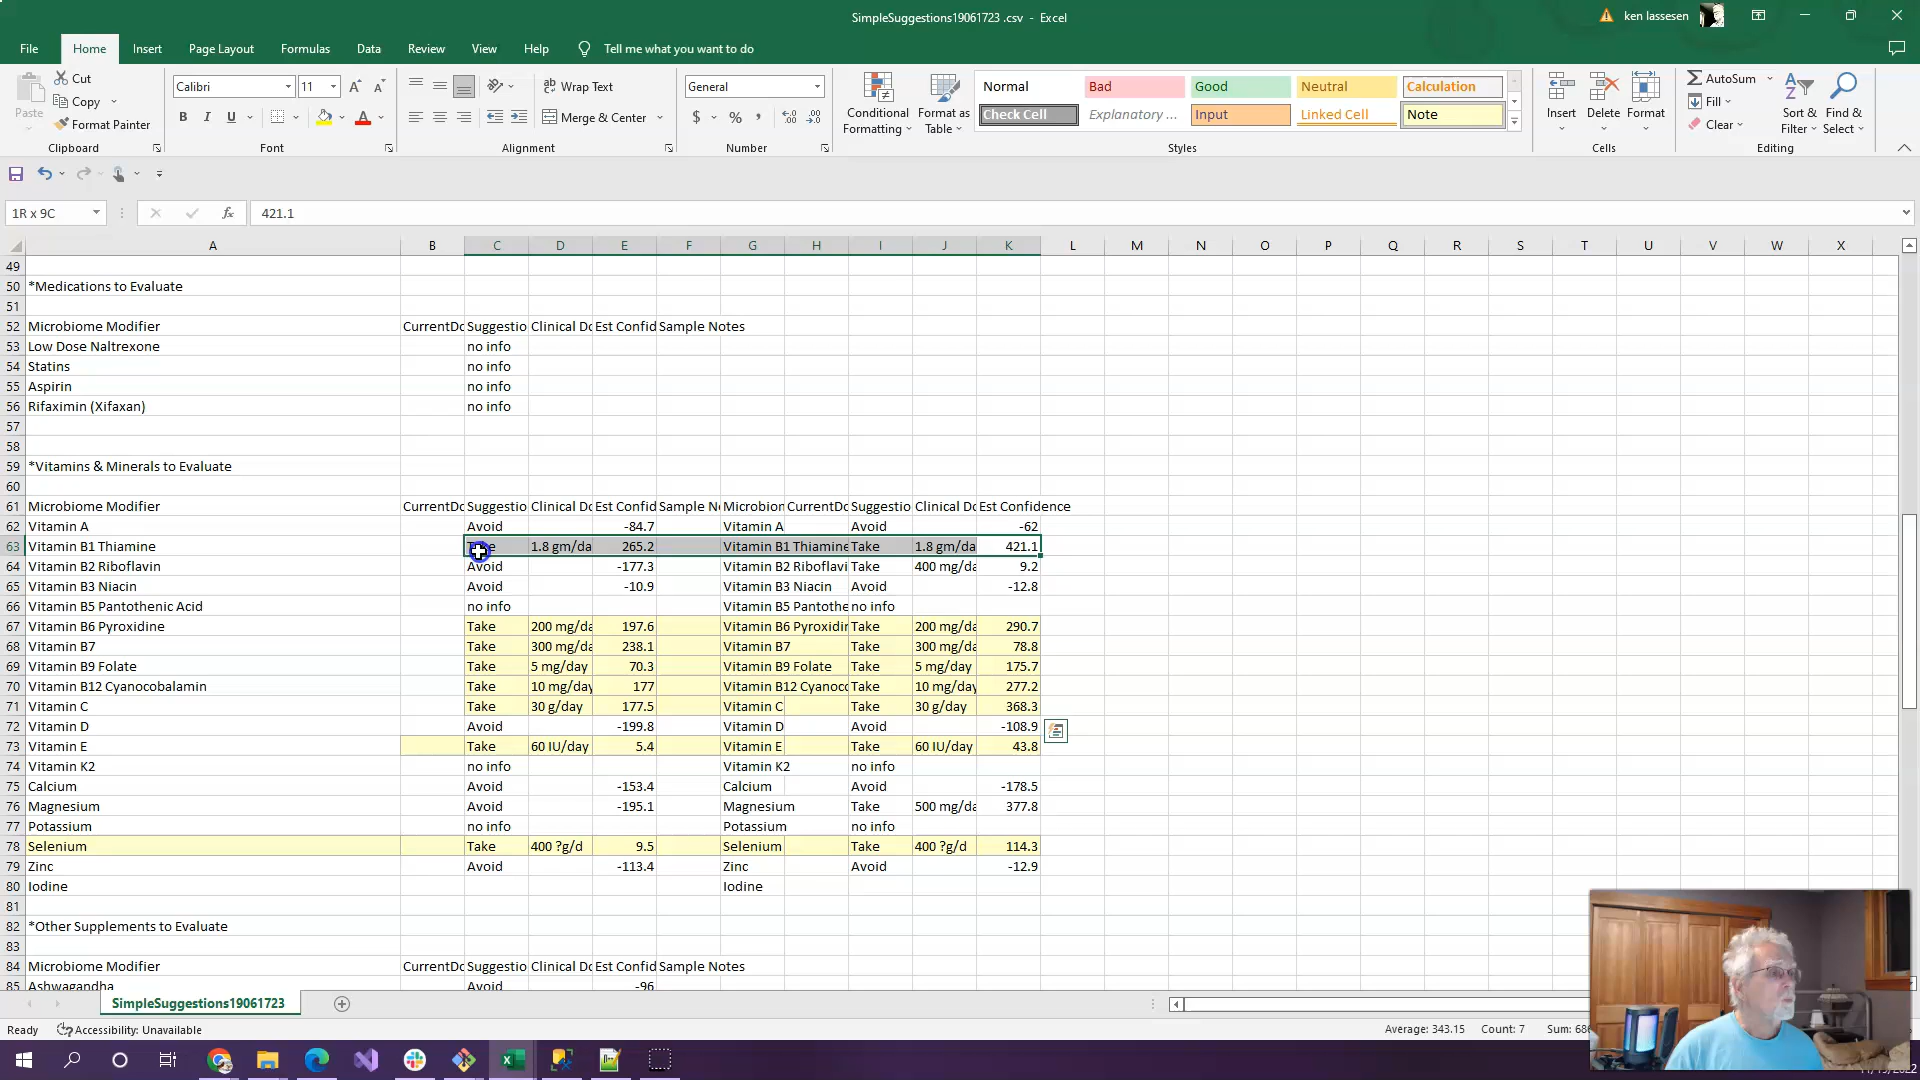 SimpleSuggestions19061723 .csv - Excel
ken lassesen
File Home Insert Page Layout Formulas Data Review View Help Tell me what you want to do
Paste
Cut
Copy
Format Painter
Clipboard
Calibri 11
B I U
Font
Wrap Text
Merge & Center
Alignment
General
$ % ,
Number
Conditional Formatting
Format as Table
Normal Bad Good Neutral Calculation
Check Cell Explanatory ... Input Linked Cell Note
Styles
Insert Delete Format
Cells
AutoSum
Fill
Clear
Sort & Filter
Find & Select
Editing
1R x 9C fx 421.1
A B C D E F G H I J K L M N O P Q R S T U V W X
49
50 *Medications to Evaluate
51
52 Microbiome Modifier CurrentDo Suggestio Clinical Do Est Confid Sample Notes
53 Low Dose Naltrexone no info
54 Statins no info
55 Aspirin no info
56 Rifaximin (Xifaxan) no info
57
58
59 *Vitamins & Minerals to Evaluate
60
61 Microbiome Modifier CurrentDo Suggestio Clinical Do Est Confid Sample No Microbion CurrentDo Suggestio Clinical Do Est Confidence
62 Vitamin A Avoid -84.7 Vitamin A Avoid -62
63 Vitamin B1 Thiamine Take 1.8 gm/da 265.2 Vitamin B1 Thiamine Take 1.8 gm/da 421.1
64 Vitamin B2 Riboflavin Avoid -177.3 Vitamin B2 Riboflavi Take 400 mg/da 9.2
65 Vitamin B3 Niacin Avoid -10.9 Vitamin B3 Niacin Avoid -12.8
66 Vitamin B5 Pantothenic Acid no info Vitamin B5 Pantothe no info
67 Vitamin B6 Pyroxidine Take 200 mg/da 197.6 Vitamin B6 Pyroxidir Take 200 mg/da 290.7
68 Vitamin B7 Take 300 mg/da 238.1 Vitamin B7 Take 300 mg/da 78.8
69 Vitamin B9 Folate Take 5 mg/day 70.3 Vitamin B9 Folate Take 5 mg/day 175.7
70 Vitamin B12 Cyanocobalamin Take 10 mg/day 177 Vitamin B12 Cyanoco Take 10 mg/day 277.2
71 Vitamin C Take 30 g/day 177.5 Vitamin C Take 30 g/day 368.3
72 Vitamin D Avoid -199.8 Vitamin D Avoid -108.9
73 Vitamin E Take 60 IU/day 5.4 Vitamin E Take 60 IU/day 43.8
74 Vitamin K2 no info Vitamin K2 no info
75 Calcium Avoid -153.4 Calcium Avoid -178.5
76 Magnesium Avoid -195.1 Magnesium Take 500 mg/da 377.8
77 Potassium no info Potassium no info
78 Selenium Take 400 ?g/d 9.5 Selenium Take 400 ?g/d 114.3
79 Zinc Avoid -113.4 Zinc Avoid -12.9
80 Iodine Iodine
81
82 *Other Supplements to Evaluate
83
84 Microbiome Modifier CurrentDo Suggestio Clinical Do Est Confid Sample Notes
85 Ashwagandha Avoid -96
SimpleSuggestions19061723
Ready Accessibility: Unavailable Average: 343.15 Count: 7 Sum: 686